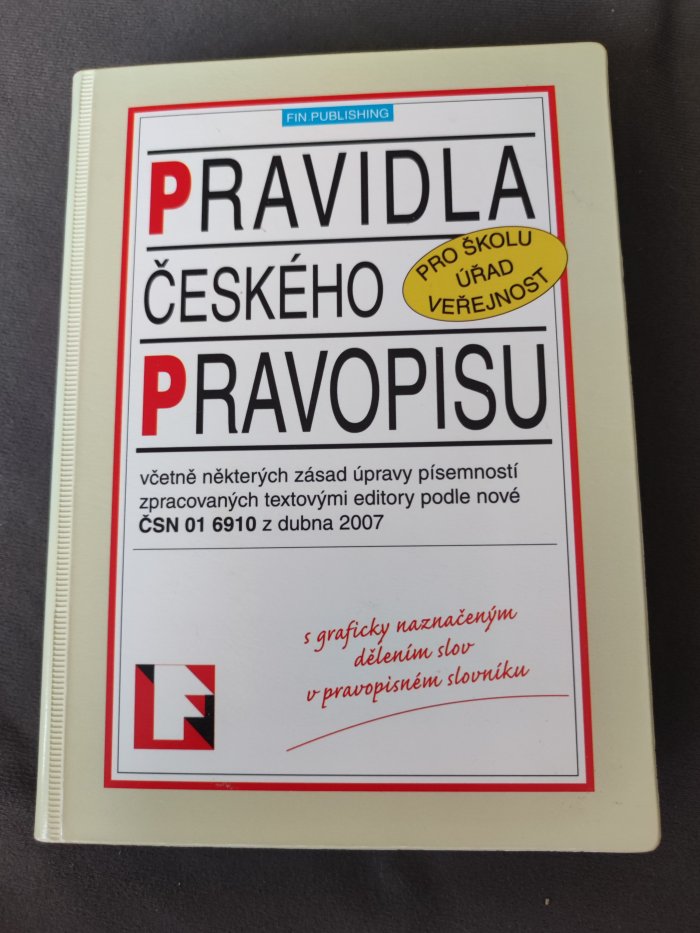 FIN.PUBLISHING
PRAVIDLA
ČESKÉHO
PRO ŠKOLU
ÚŘAD
VEŘEJNOST
PRAVOPISU
včetně některých zásad úpravy písemností
zpracovaných textovými editory podle nové
ČSN 01 6910 z dubna 2007
s graficky naznačeným
dělením slov
v pravopisném slovníku
F